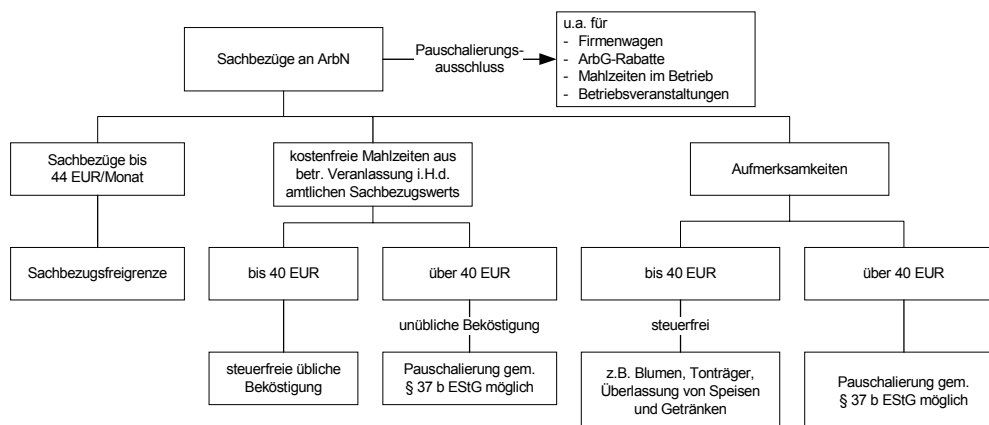 Sachbezüge an ArbN
Pauschalierungs-
ausschluss
u.a. für
- Firmenwagen
- ArbG-Rabatte
- Mahlzeiten im Betrieb
- Betriebsveranstaltungen
Sachbezüge bis
44 EUR/Monat
kostenfreie Mahlzeiten aus
betr. Veranlassung i.H.d.
amtlichen Sachbezugswerts
Aufmerksamkeiten
Sachbezugsfreigrenze
bis 40 EUR
über 40 EUR
bis 40 EUR
über 40 EUR
unübliche Beköstigung
steuerfrei
steuerfreie übliche
Beköstigung
Pauschalierung gem.
§ 37 b EStG möglich
z.B. Blumen, Tonträger,
Überlassung von Speisen
und Getränken
Pauschalierung gem.
§ 37 b EStG möglich